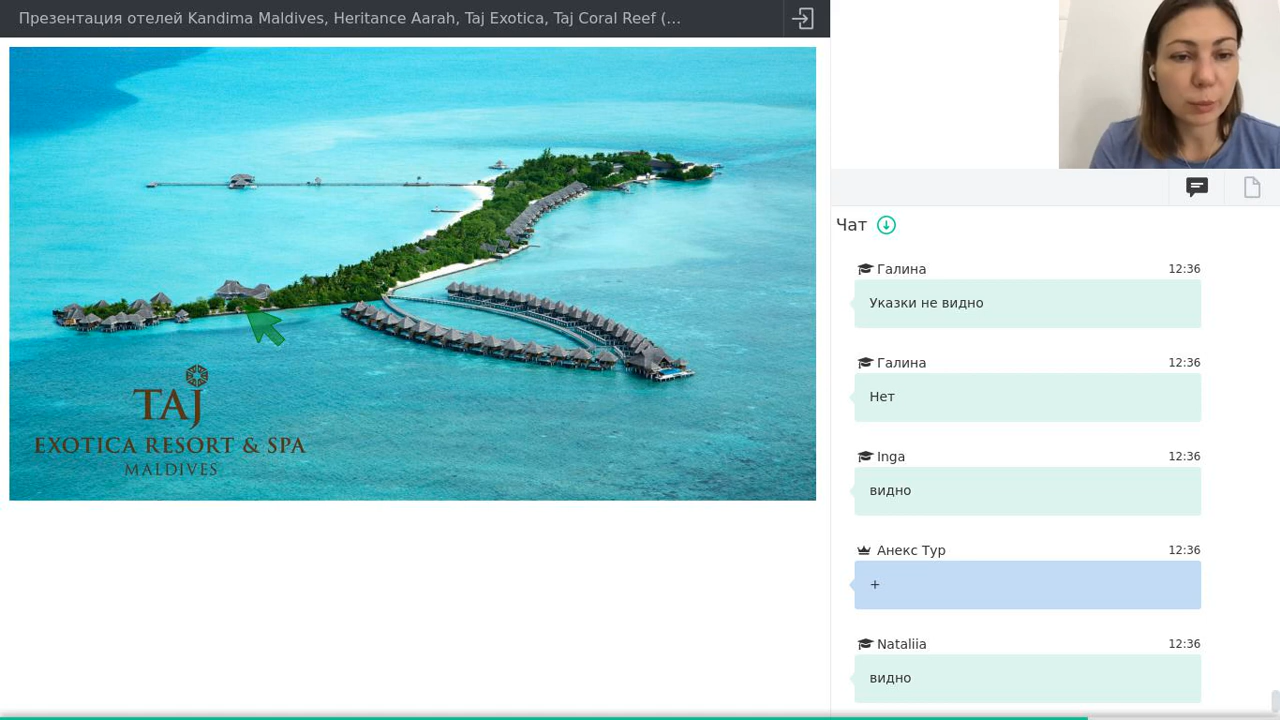 Презентация отелей Kandima Maldives, Heritance Aarah, Taj Exotica, Taj Coral Reef (...
TAJ
EXOTICA RESORT & SPA
MALDIVES
Чат
Галина 12:36
Указки не видно
Галина 12:36
Нет
Inga 12:36
видно
Анекс Тур 12:36
+
Nataliia 12:36
видно